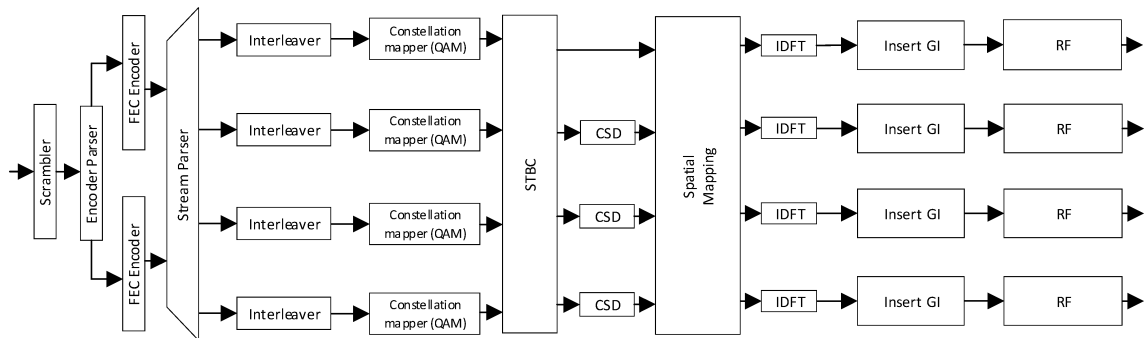 Scrambler
Encoder Parser
FEC Encoder
FEC Encoder
Stream Parser
Interleaver
Constellation
mapper (QAM)
Interleaver
Constellation
mapper (QAM)
Interleaver
Constellation
mapper (QAM)
Interleaver
Constellation
mapper (QAM)
STBC
CSD
CSD
CSD
Spatial
Mapping
IDFT
Insert GI
RF
IDFT
Insert GI
RF
IDFT
Insert GI
RF
IDFT
Insert GI
RF